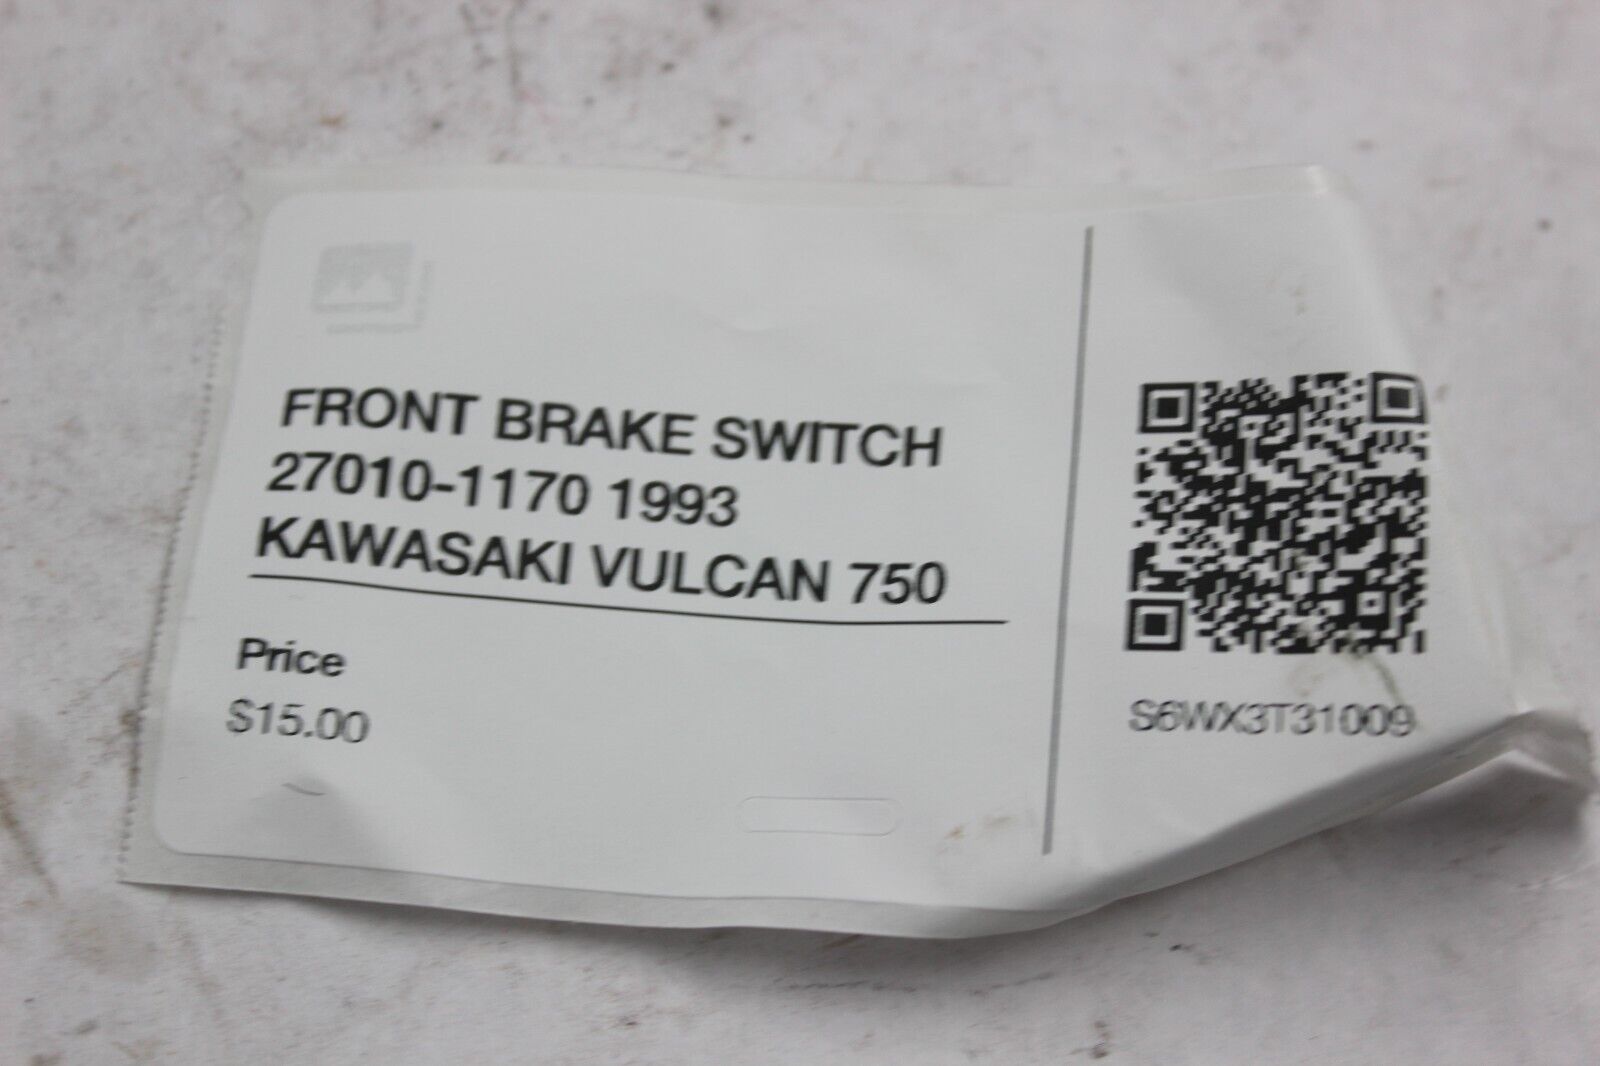 FRONT BRAKE SWITCH
27010-1170 1993
KAWASAKI VULCAN 750
Price
$15.00
S6WX3T31009